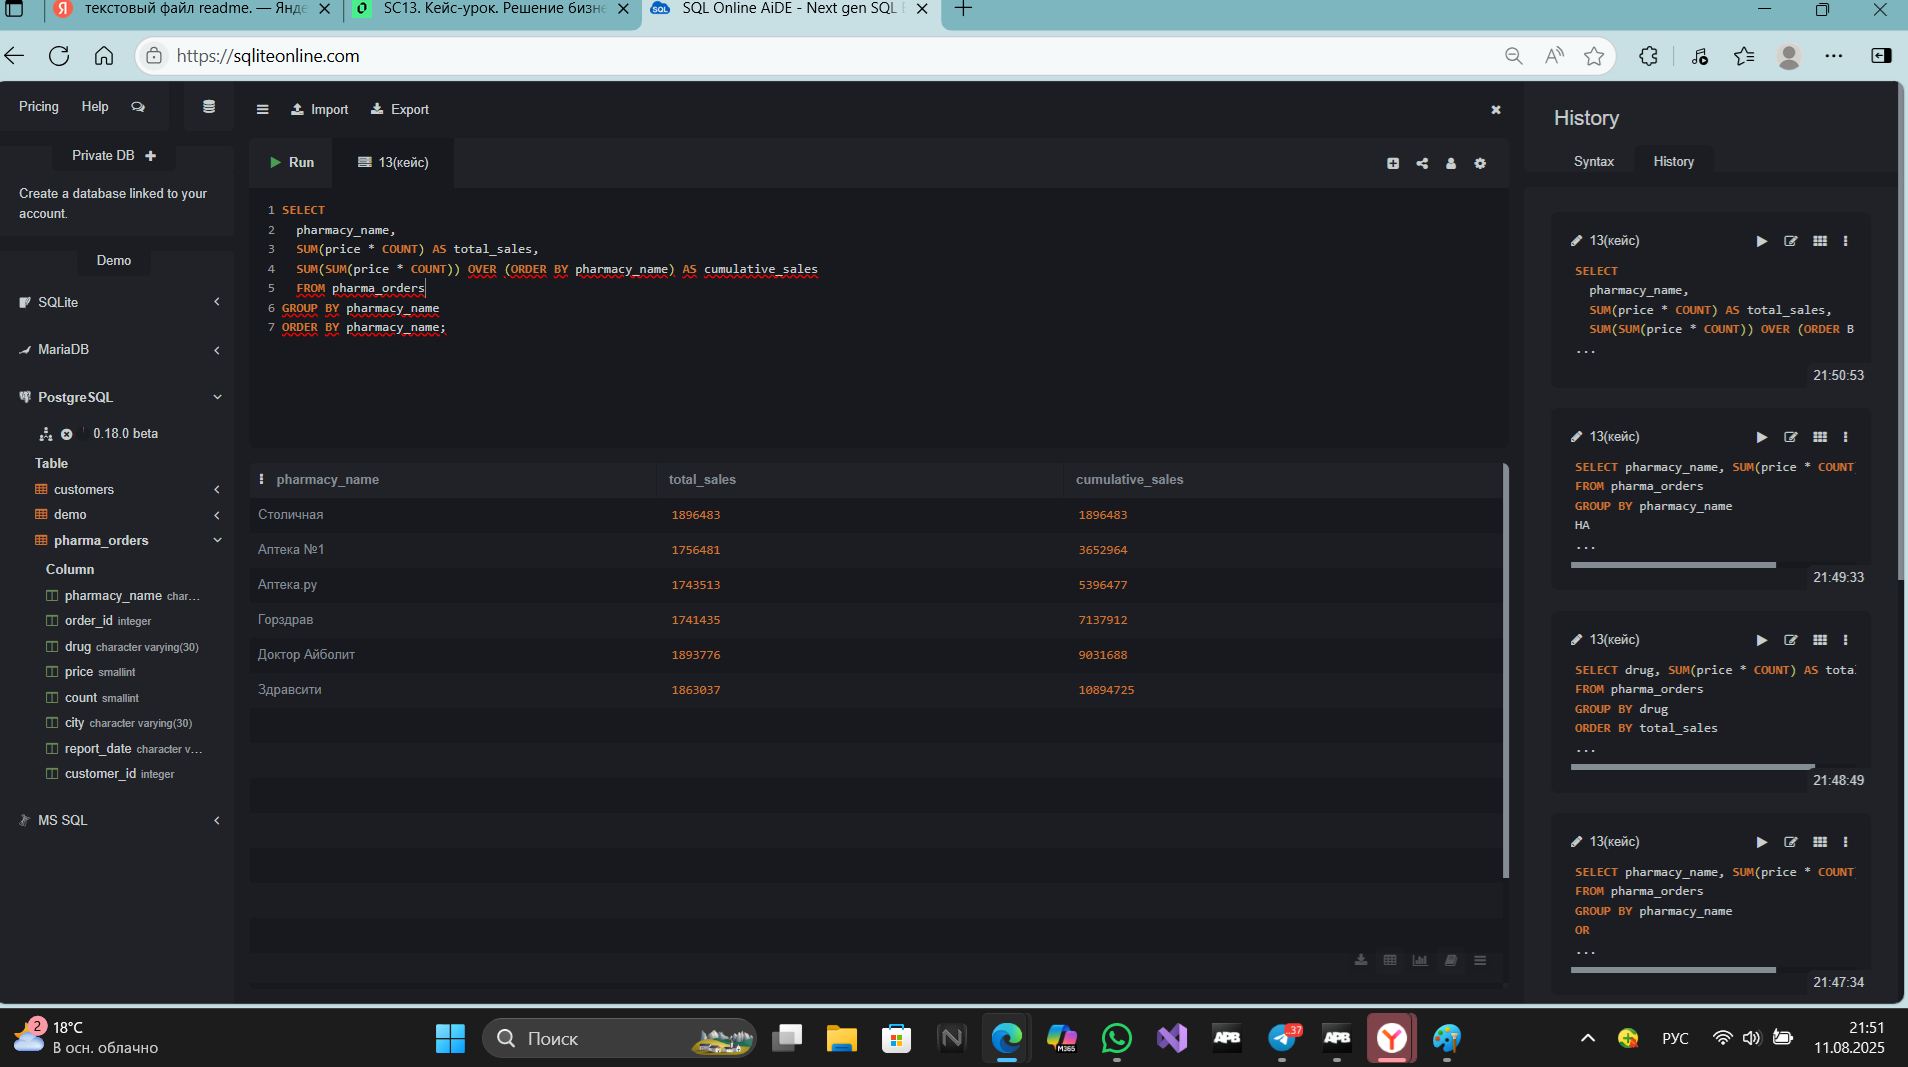 текстовый файл readme. — Янде
SC13. Кейс-урок. Решение бизне
SQL Online AiDE - Next gen SQL E
https://sqliteonline.com
Pricing
Help
Private DB
Create a database linked to your
account.
Demo
SQLite
MariaDB
PostgreSQL
0.18.0 beta
Table
customers
demo
pharma_orders
Column
pharmacy_name char...
order_id integer
drug character varying(30)
price smallint
count smallint
city character varying(30)
report_date character v...
customer_id integer
MS SQL
Import
Export
Run
13(кейс)
1 SELECT
2 pharmacy_name,
3 SUM(price * COUNT) AS total_sales,
4 SUM(SUM(price * COUNT)) OVER (ORDER BY pharmacy_name) AS cumulative_sales
5 FROM pharma_orders
6 GROUP BY pharmacy_name
7 ORDER BY pharmacy_name;
pharmacy_name total_sales cumulative_sales
Столичная 1896483 1896483
Аптека №1 1756481 3652964
Аптека.ру 1743513 5396477
Горздрав 1741435 7137912
Доктор Айболит 1893776 9031688
Здравсити 1863037 10894725
History
Syntax
History
13(кейс)
SELECT
pharmacy_name,
SUM(price * COUNT) AS total_sales,
SUM(SUM(price * COUNT)) OVER (ORDER B
...
21:50:53
13(кейс)
SELECT pharmacy_name, SUM(price * COUNT)
FROM pharma_orders
GROUP BY pharmacy_name
HA
...
21:49:33
13(кейс)
SELECT drug, SUM(price * COUNT) AS total
FROM pharma_orders
GROUP BY drug
ORDER BY total_sales
...
21:48:49
13(кейс)
SELECT pharmacy_name, SUM(price * COUNT)
FROM pharma_orders
GROUP BY pharmacy_name
OR
...
21:47:34
2
18°C
В осн. облачно
Поиск
M365
APB
37
APB
РУС
21:51
11.08.2025